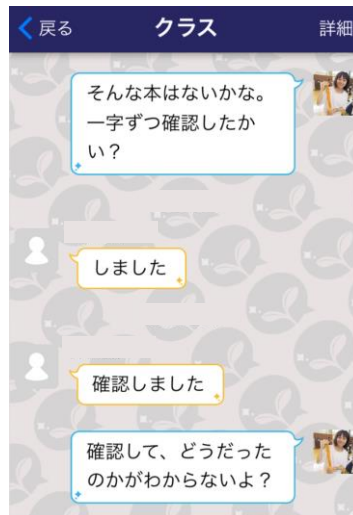 戻る
クラス
詳細
そんな本はないかな。
一字ずつ確認したか
い？
しました
確認しました
確認して、どうだった
のかがわからないよ？